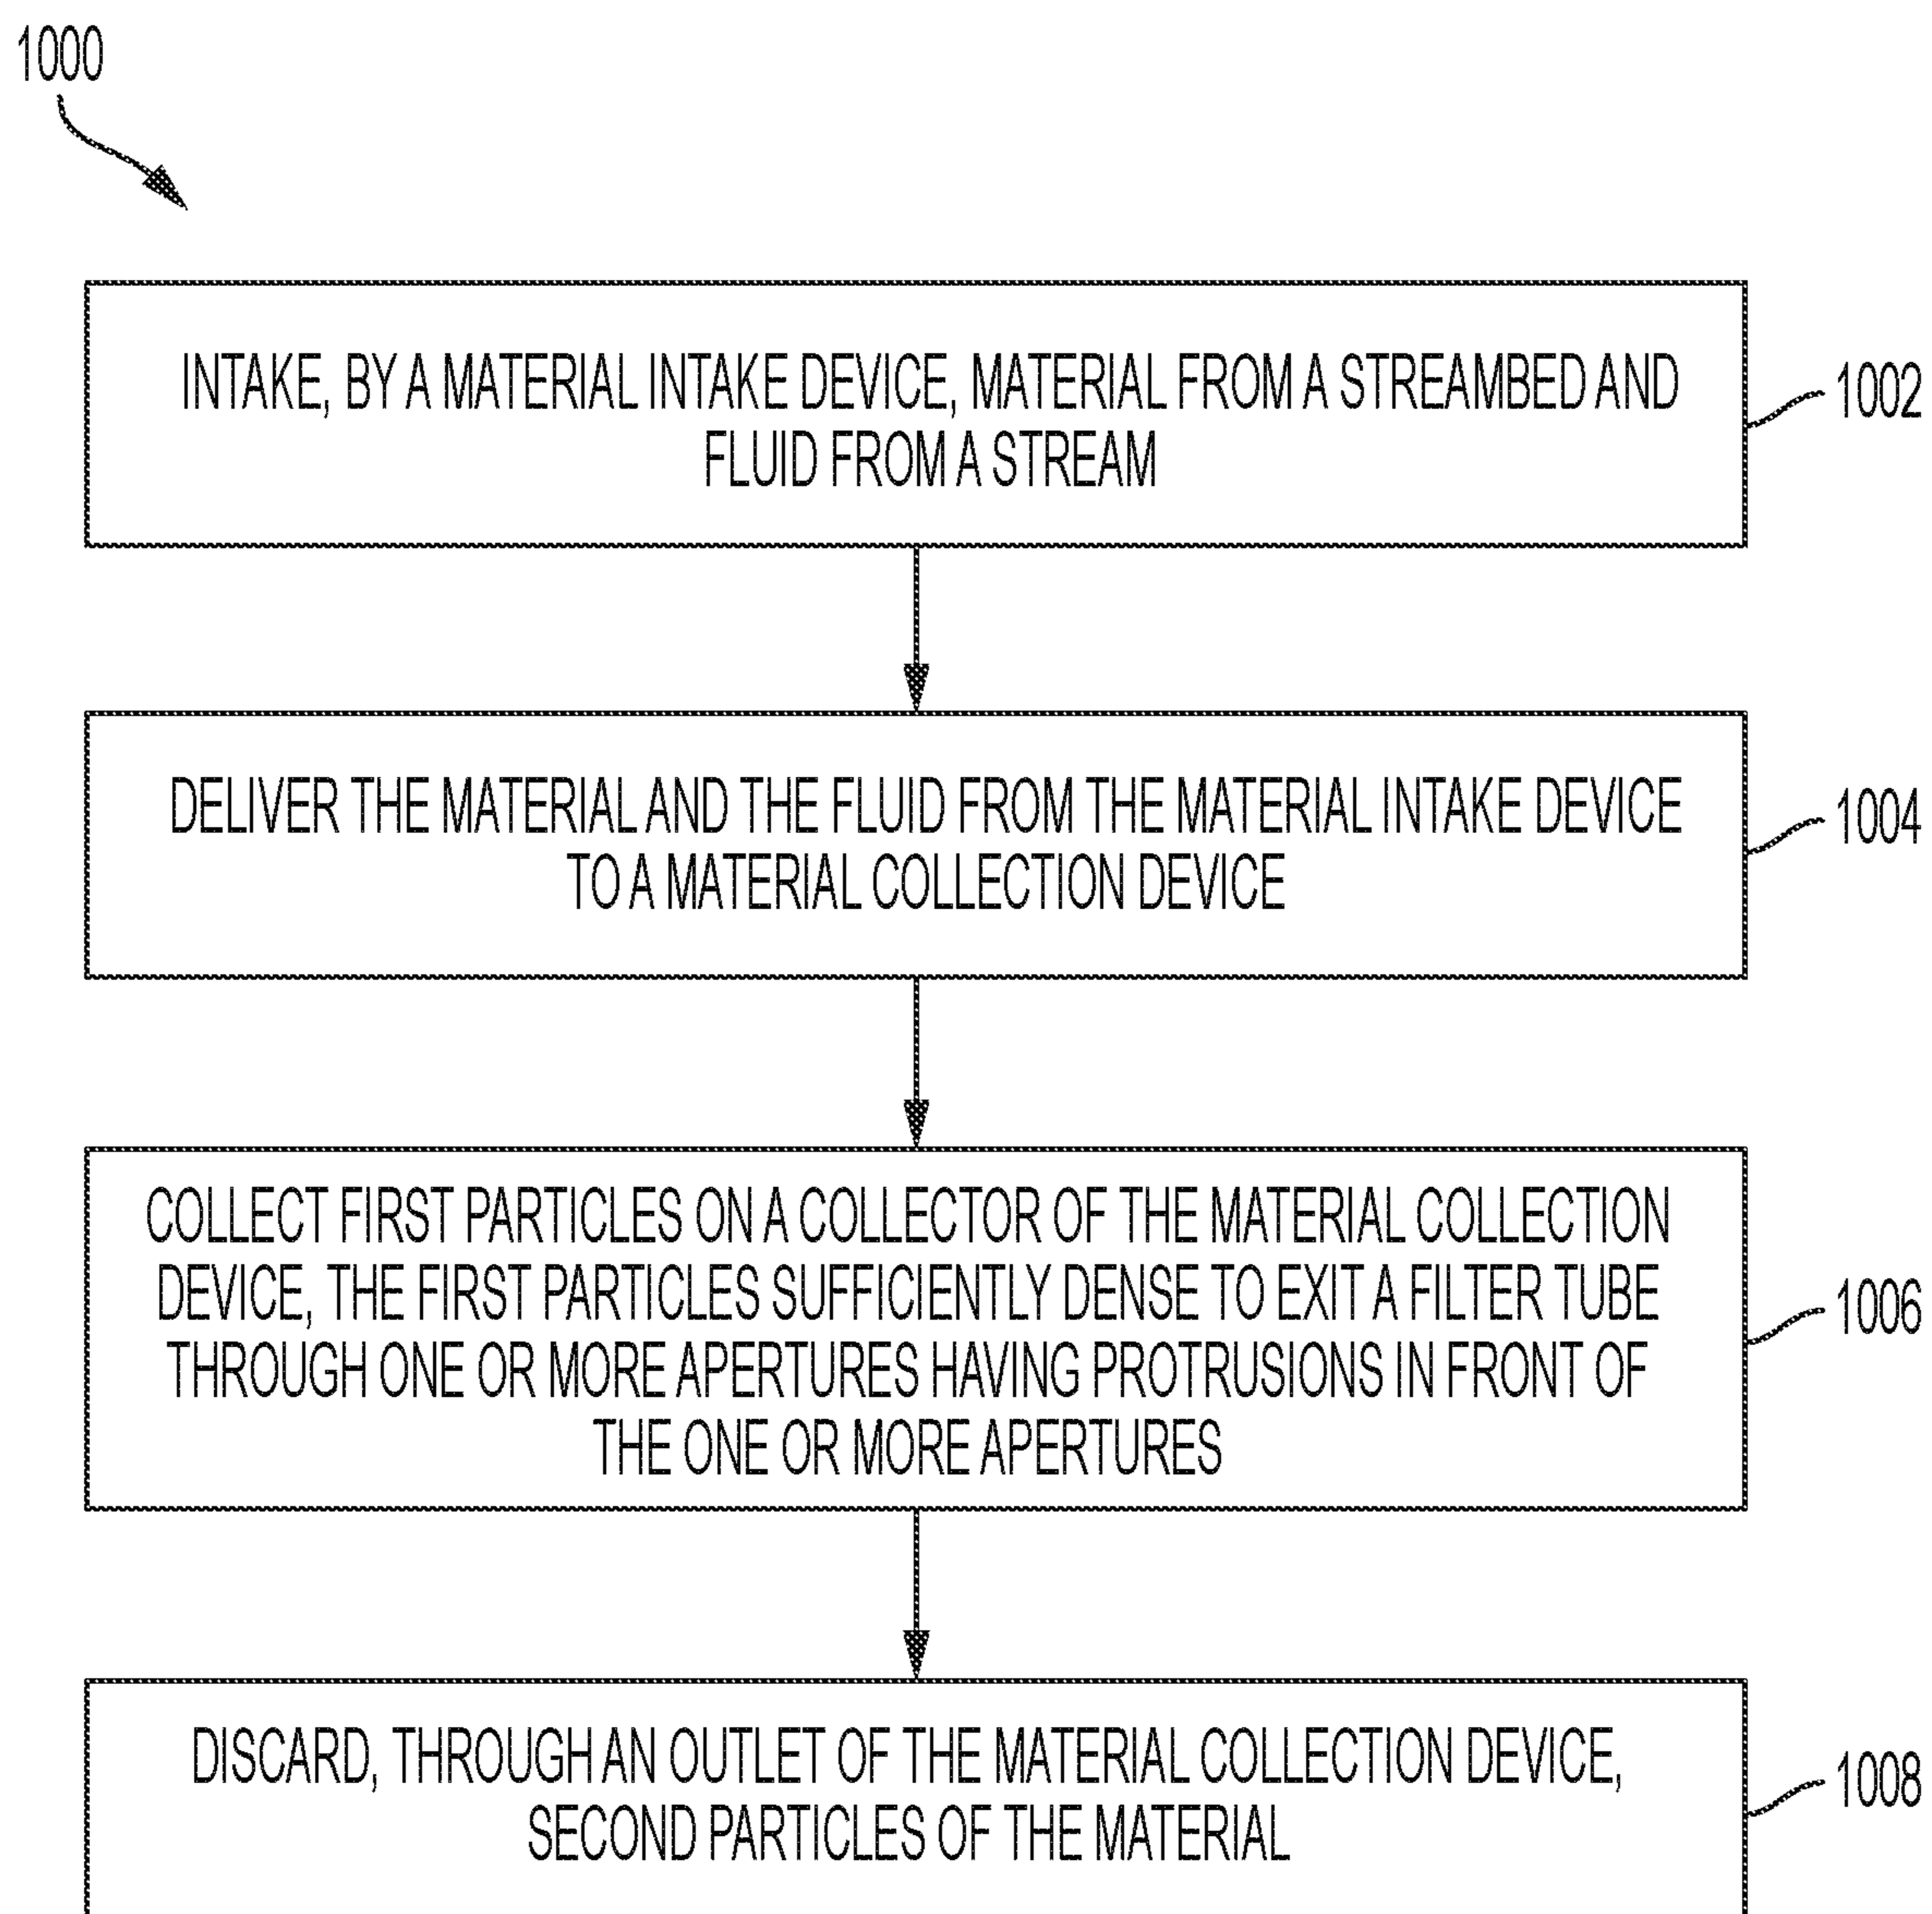 1000
INTAKE, BY A MATERIAL INTAKE DEVICE, MATERIAL FROM A STREAMBED AND
FLUID FROM A STREAM
1002
DELIVER THE MATERIAL AND THE FLUID FROM THE MATERIAL INTAKE DEVICE
TO A MATERIAL COLLECTION DEVICE
1004
COLLECT FIRST PARTICLES ON A COLLECTOR OF THE MATERIAL COLLECTION
DEVICE, THE FIRST PARTICLES SUFFICIENTLY DENSE TO EXIT A FILTER TUBE
THROUGH ONE OR MORE APERTURES HAVING PROTRUSIONS IN FRONT OF
THE ONE OR MORE APERTURES
1006
DISCARD, THROUGH AN OUTLET OF THE MATERIAL COLLECTION DEVICE,
SECOND PARTICLES OF THE MATERIAL
1008